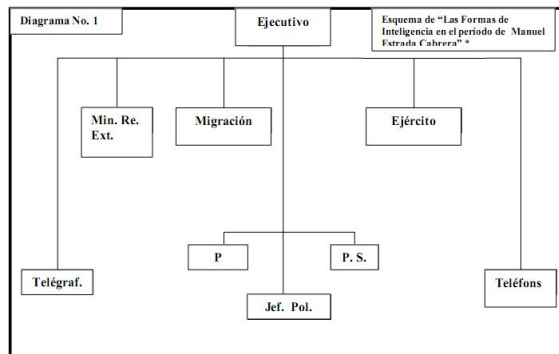 Diagrama No. 1
Ejecutivo
Esquema de “Las Formas de
Inteligencia en el período de Manuel
Estrada Cabrera” *
Min. Re.
Ext.
Migración
Ejército
P
P. S.
Telégraf.
Jef. Pol.
Teléfons